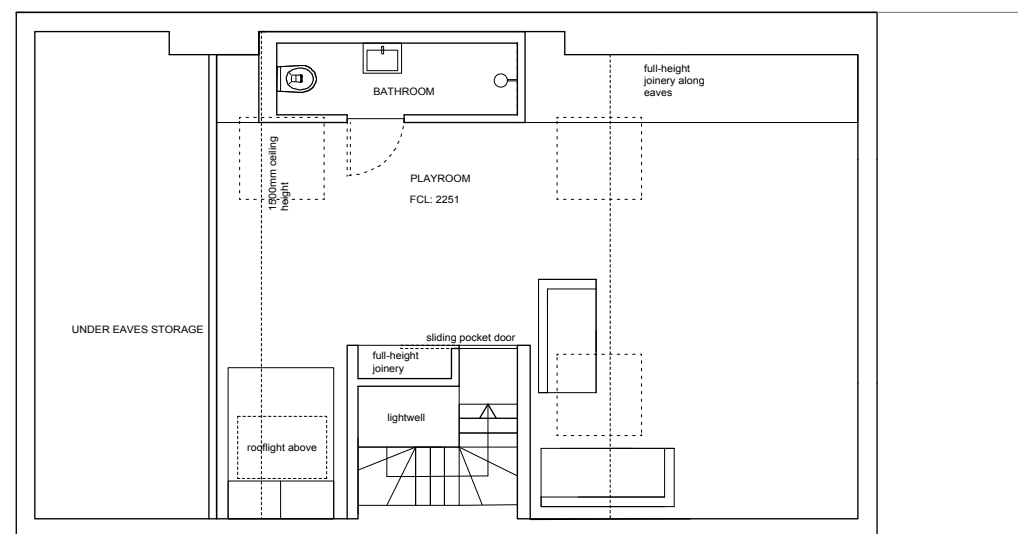 full-height
joinery along
eaves
BATHROOM
1500mm ceiling
height
PLAYROOM
FCL: 2251
UNDER EAVES STORAGE
sliding pocket door
full-height
joinery
lightwell
rooflight above